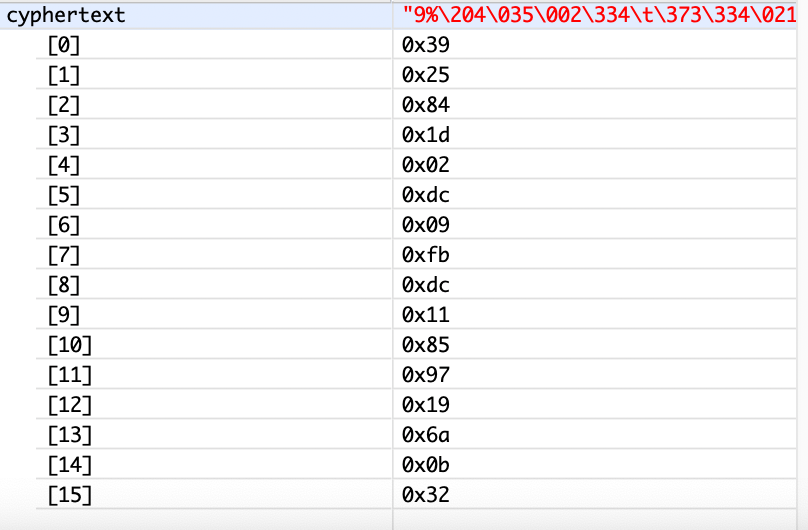 cyphertext "9%\204\035\002\334\t\373\334\021
[0] 0x39
[1] 0x25
[2] 0x84
[3] 0x1d
[4] 0x02
[5] 0xdc
[6] 0x09
[7] 0xfb
[8] 0xdc
[9] 0x11
[10] 0x85
[11] 0x97
[12] 0x19
[13] 0x6a
[14] 0x0b
[15] 0x32